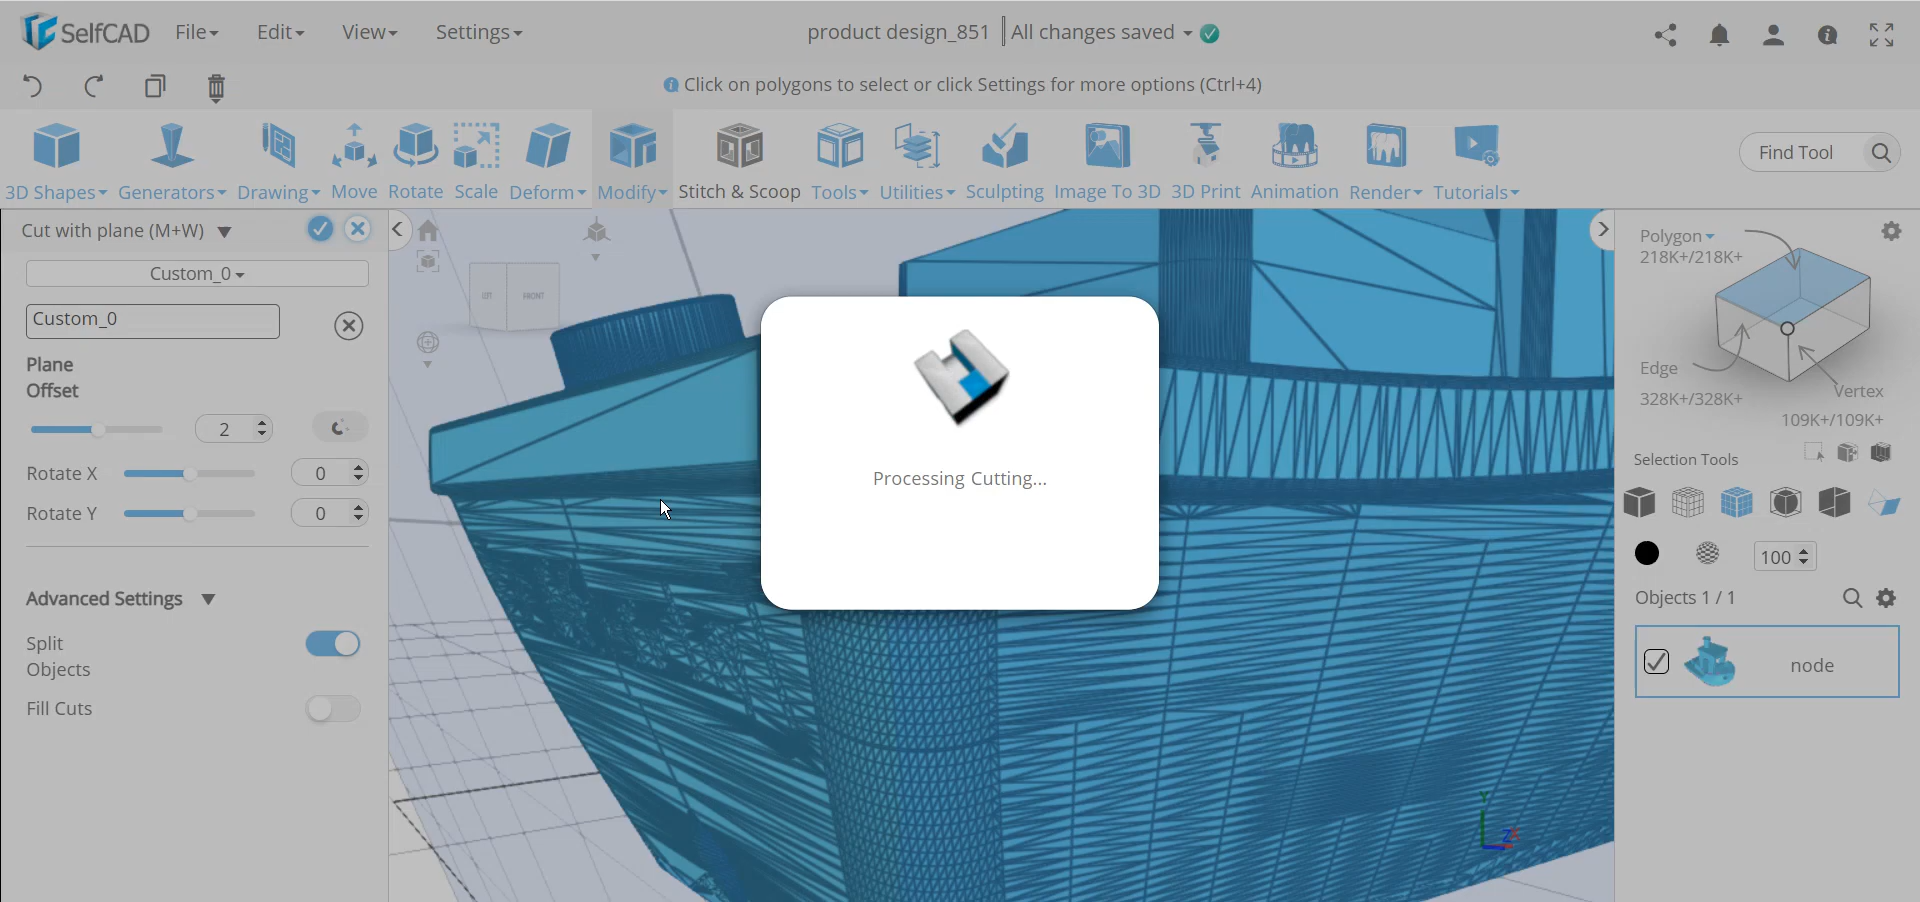 SelfCAD
File
Edit
View
Settings
product design_851
All changes saved
Click on polygons to select or click Settings for more options (Ctrl+4)
3D Shapes
Generators
Drawing
Move
Rotate
Scale
Deform
Modify
Stitch & Scoop
Tools
Utilities
Sculpting
Image To 3D
3D Print
Animation
Render
Tutorials
Find Tool
Cut with plane (M+W)
Custom_0
Custom_0
Plane
Offset
2
Rotate X
0
Rotate Y
0
Advanced Settings
Split
Objects
Fill Cuts
FRONT
Processing Cutting...
Y
Z
X
Polygon
218K+/218K+
Edge
328K+/328K+
Vertex
109K+/109K+
Selection Tools
100
Objects 1 / 1
node